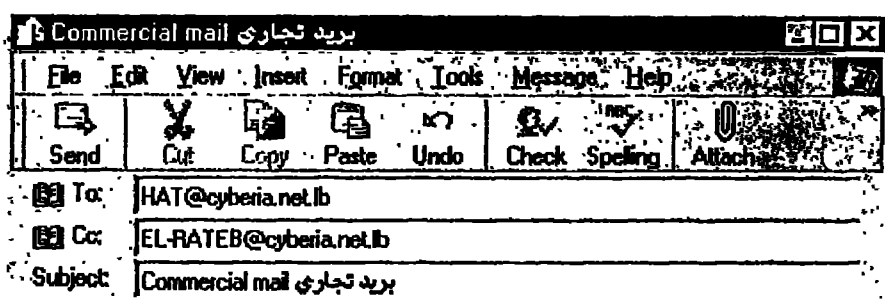 Commercial mail بريد تجاري
File Edit View Insert Format Tools Message Help
Send Cut Copy Paste Undo Check Spelling Attach
To: HAT@cyberia.net.lb
Cc: EL-RATEB@cyberia.net.lb
Subject: Commercial mail بريد تجاري